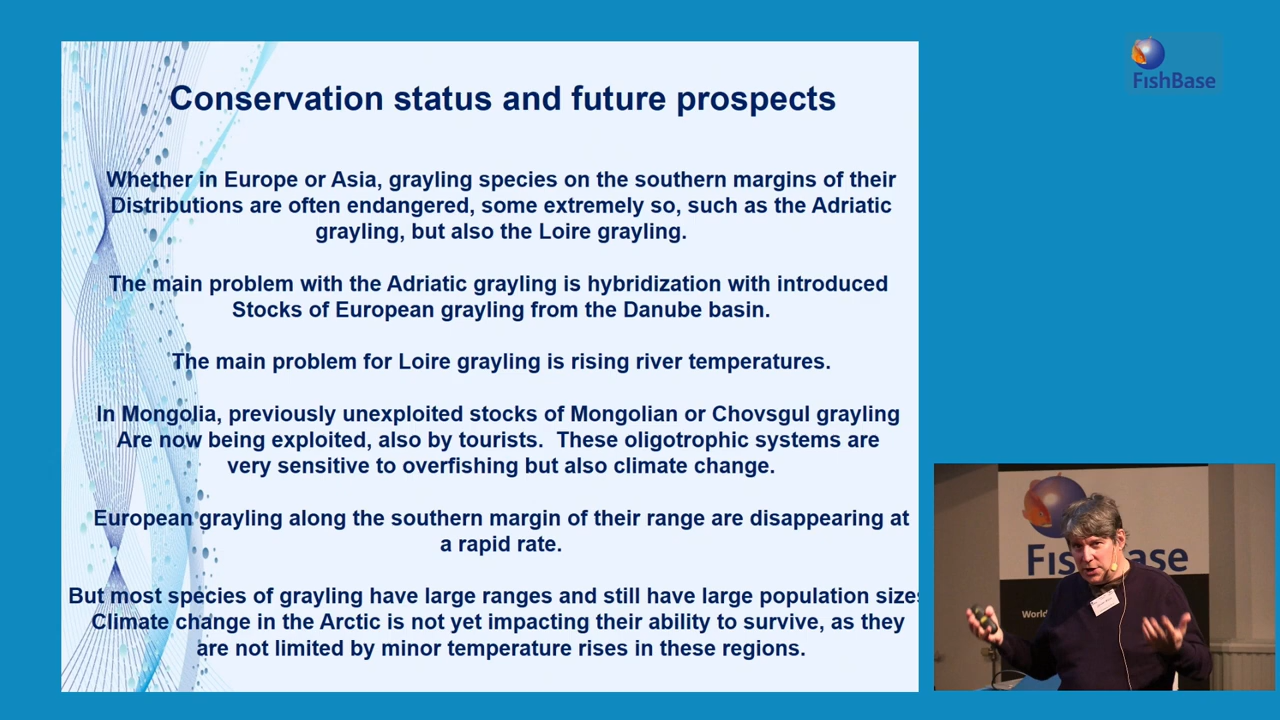 FishBase
Conservation status and future prospects
Whether in Europe or Asia, grayling species on the southern margins of their
Distributions are often endangered, some extremely so, such as the Adriatic
grayling, but also the Loire grayling.
The main problem with the Adriatic grayling is hybridization with introduced
Stocks of European grayling from the Danube basin.
The main problem for Loire grayling is rising river temperatures.
In Mongolia, previously unexploited stocks of Mongolian or Chovsgul grayling
Are now being exploited, also by tourists.  These oligotrophic systems are
very sensitive to overfishing but also climate change.
European grayling along the southern margin of their range are disappearing at
a rapid rate.
But most species of grayling have large ranges and still have large population sizes
Climate change in the Arctic is not yet impacting their ability to survive, as they
are not limited by minor temperature rises in these regions.
FishBase
World